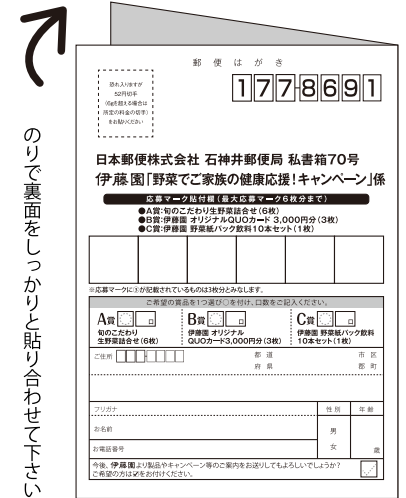 のりで裏面をしっかりと貼り合わせて下さい
郵便はがき
恐れ入りますが
52円切手
(6gを超える場合は
所定の料金の切手)
をお貼りください
177-8691
日本郵便株式会社 石神井郵便局 私書箱70号
伊藤園「野菜でご家族の健康応援!キャンペーン」係
応募マーク貼付欄(最大応募マーク6枚分まで)
●A賞:旬のこだわり生野菜詰合せ(6枚)
●B賞:伊藤園 オリジナルQUOカード 3,000円分(3枚)
●C賞:伊藤園 野菜紙パック飲料10本セット(1枚)
※応募マークに③が記載されているものは3枚分とみなします。
ご希望の賞品を1つ選び○を付け、口数をご記入ください。
A賞 口 B賞 口 C賞 口
旬のこだわり 伊藤園 オリジナル 伊藤園 野菜紙パック飲料
生野菜詰合せ(6枚) QUOカード3,000円分(3枚) 10本セット(1枚)
ご住所 都 道 市 区
府 県 郡 町
フリガナ 性 別 年 齢
お名前 男
お電話番号 女 歳
今後、伊藤園より製品やキャンペーン等のご案内をお送りしてもよろしいでしょうか?
ご希望の方は☑をお付けください。